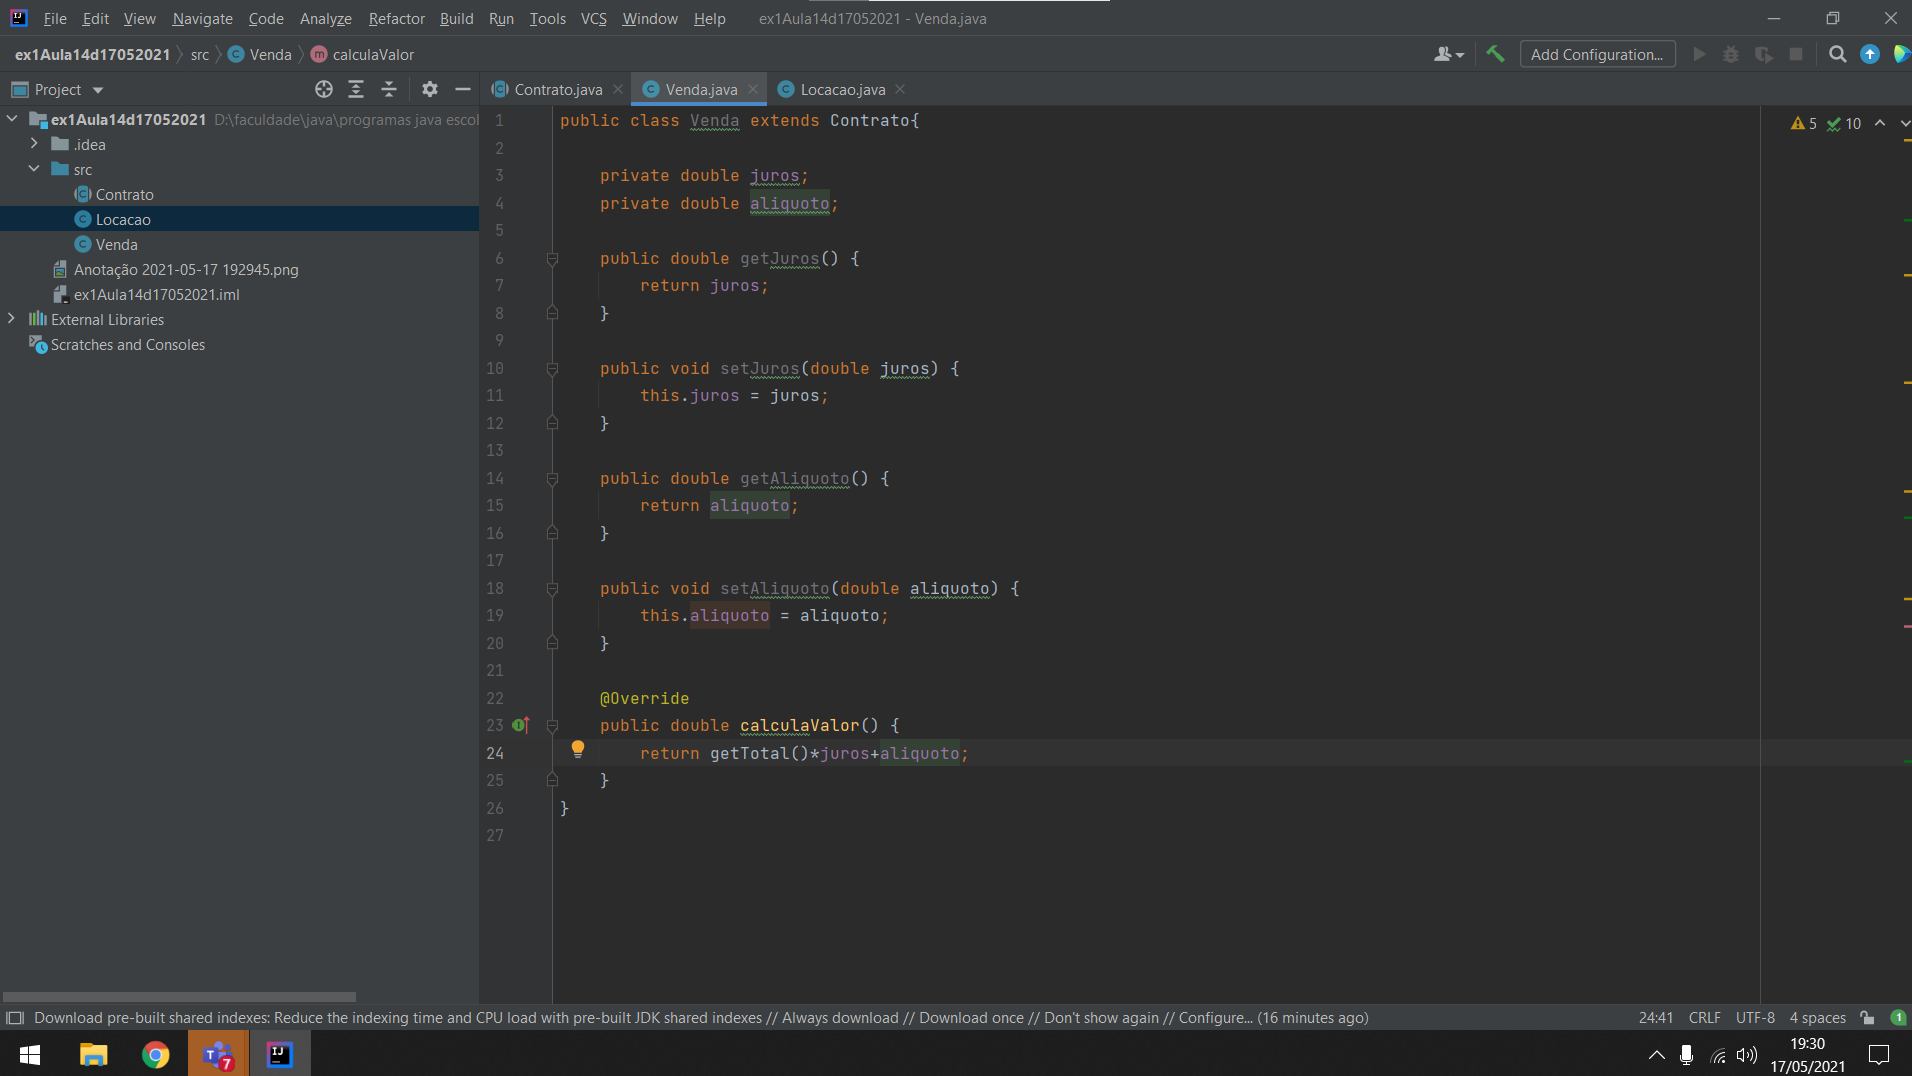 File Edit View Navigate Code Analyze Refactor Build Run Tools VCS Window Help ex1Aula14d17052021 - Venda.java
ex1Aula14d17052021 src C Venda m calculaValor Add Configuration...
Project
Contrato.java Venda.java Locacao.java
ex1Aula14d17052021 D:\faculdade\java\programas java escol
.idea
src
Contrato
Locacao
Venda
Anotação 2021-05-17 192945.png
ex1Aula14d17052021.iml
External Libraries
Scratches and Consoles
5 10
1 public class Venda extends Contrato{
2
3 private double juros;
4 private double aliquoto;
5
6 public double getJuros() {
7 return juros;
8 }
9
10 public void setJuros(double juros) {
11 this.juros = juros;
12 }
13
14 public double getAliquoto() {
15 return aliquoto;
16 }
17
18 public void setAliquoto(double aliquoto) {
19 this.aliquoto = aliquoto;
20 }
21
22 @Override
23 public double calculaValor() {
24 return getTotal()*juros+aliquoto;
25 }
26 }
27
Download pre-built shared indexes: Reduce the indexing time and CPU load with pre-built JDK shared indexes // Always download // Download once // Don't show again // Configure... (16 minutes ago) 24:41 CRLF UTF-8 4 spaces 1
T 7 IJ
19:30
17/05/2021